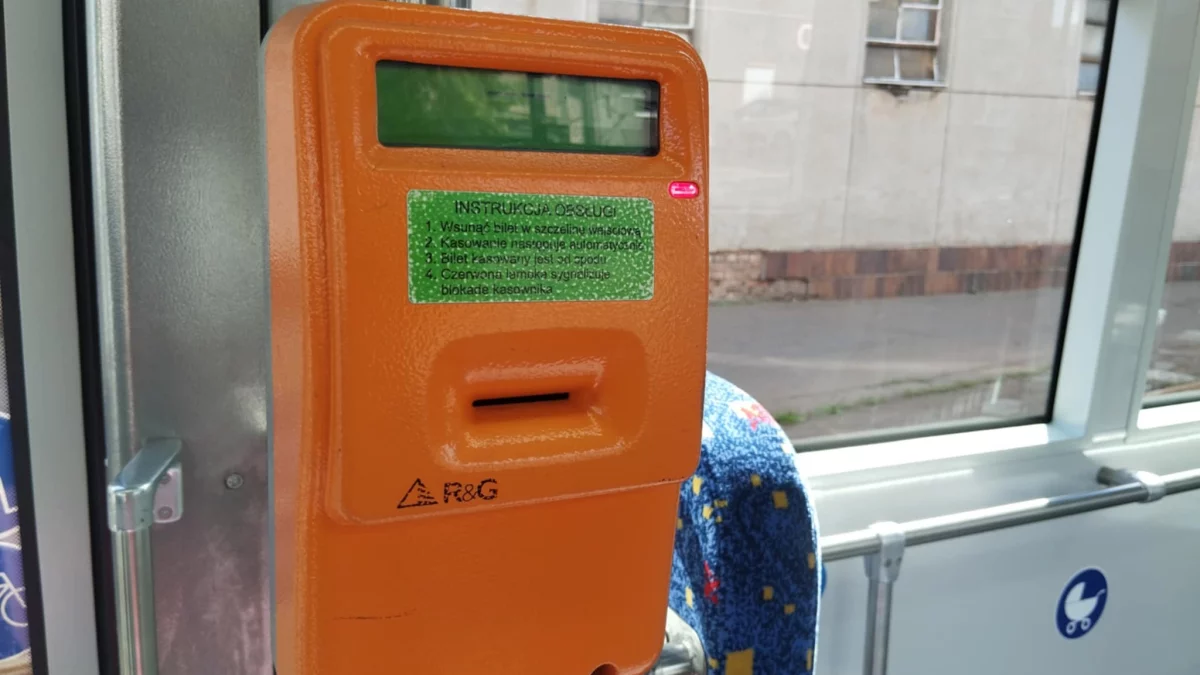 INSTRUKCJA OBSŁUGI
1. Wsunąć bilet w szczelinę wejściową
2. Kasowanie następuje automatycznie
3. Bilet kasowany jest od spodu
4. Czerwona lampka sygnalizuje
blokadę kasownika
R&G